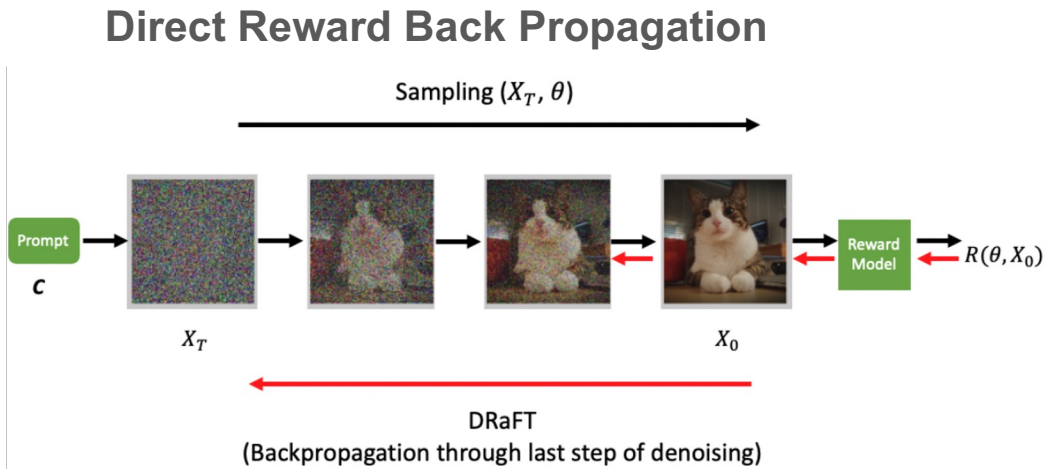 Direct Reward Back Propagation
Sampling (X_T, θ)
Prompt
C
X_T
X_0
Reward
Model
R(θ, X_0)
DRaFT
(Backpropagation through last step of denoising)